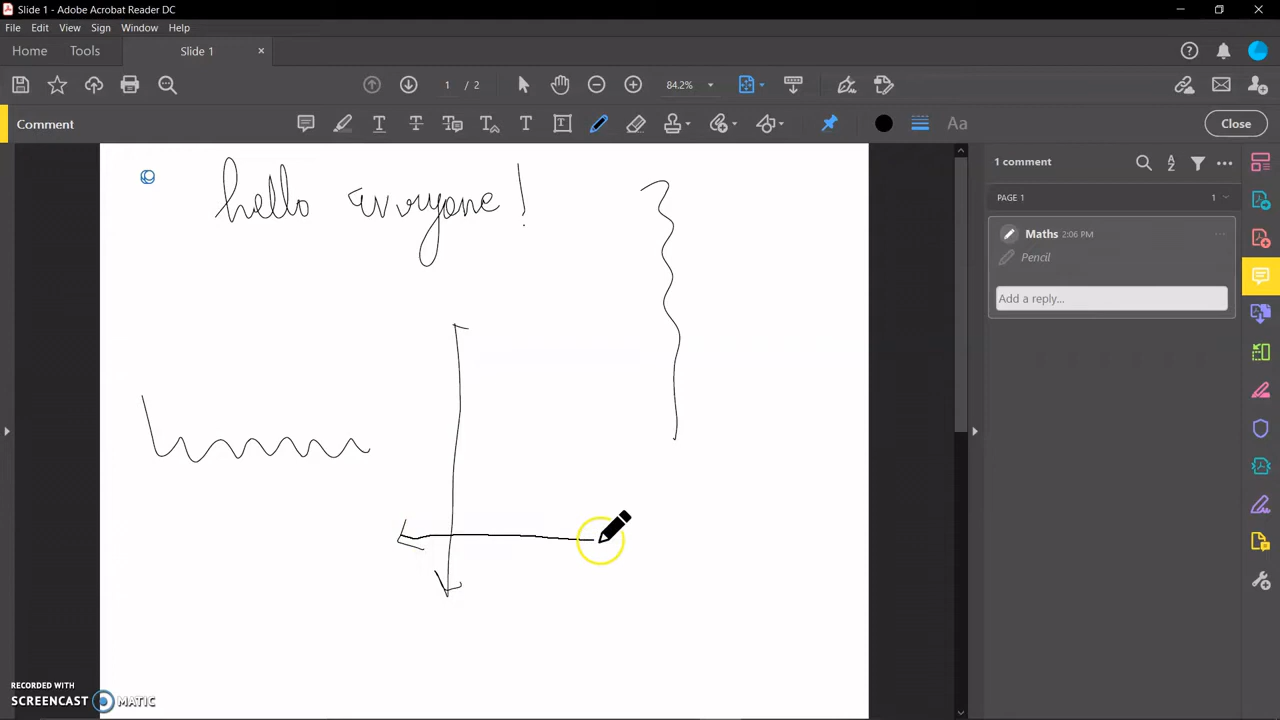 Slide 1 - Adobe Acrobat Reader DC
File Edit View Sign Window Help
Home Tools Slide 1 ×
1 / 2 84.2%
Comment T T T T T T Aa Close
hello everyone!
1 comment
PAGE 1 1
Maths 2:06 PM
Pencil
Add a reply...
RECORDED WITH
SCREENCAST MATIC